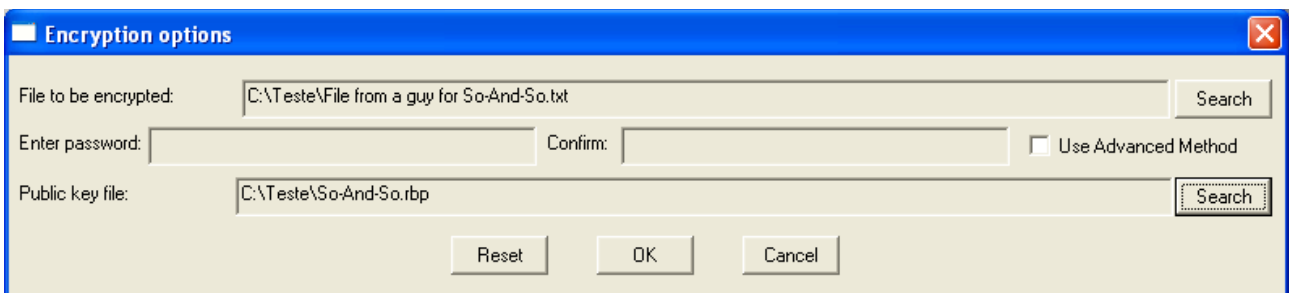 Encryption options
File to be encrypted: C:\Teste\File from a guy for So-And-So.txt Search
Enter password: Confirm: Use Advanced Method
Public key file: C:\Teste\So-And-So.rbp Search
Reset OK Cancel